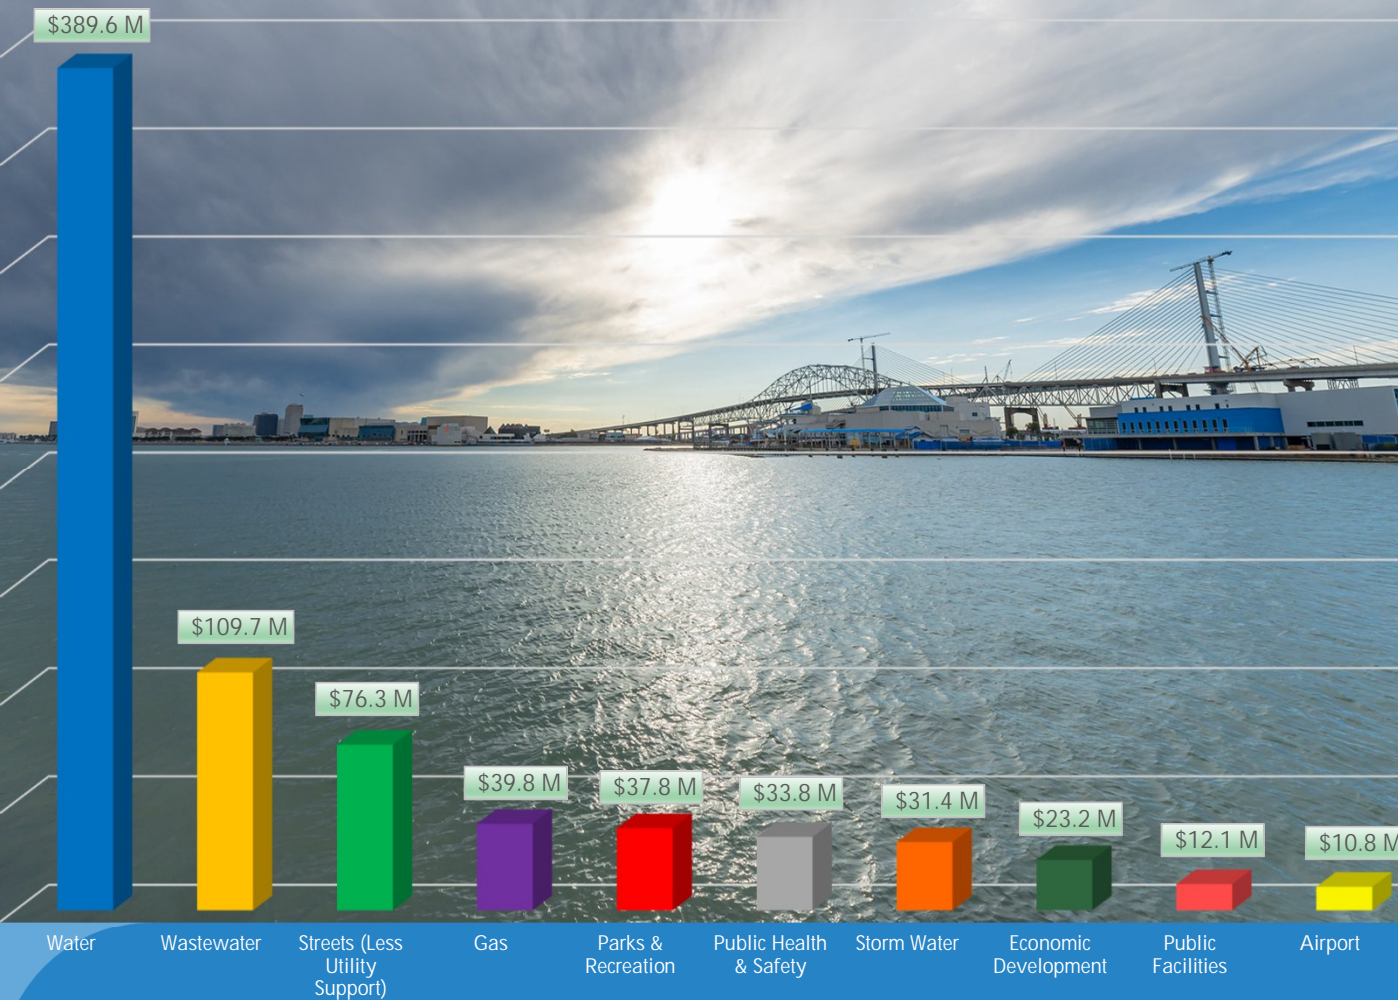 $389.6 M
$109.7 M
$76.3 M
$39.8 M
$37.8 M
$33.8 M
$31.4 M
$23.2 M
$12.1 M
$10.8 M
Water
Wastewater
Streets (Less
Utility
Support)
Gas
Parks &
Recreation
Public Health
& Safety
Storm Water
Economic
Development
Public
Facilities
Airport